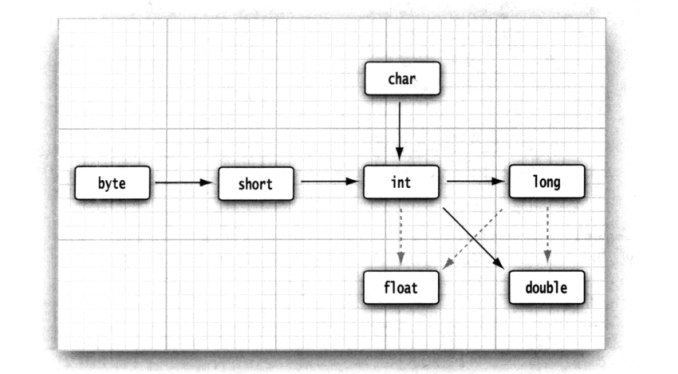 char
byte
short
int
long
float
double